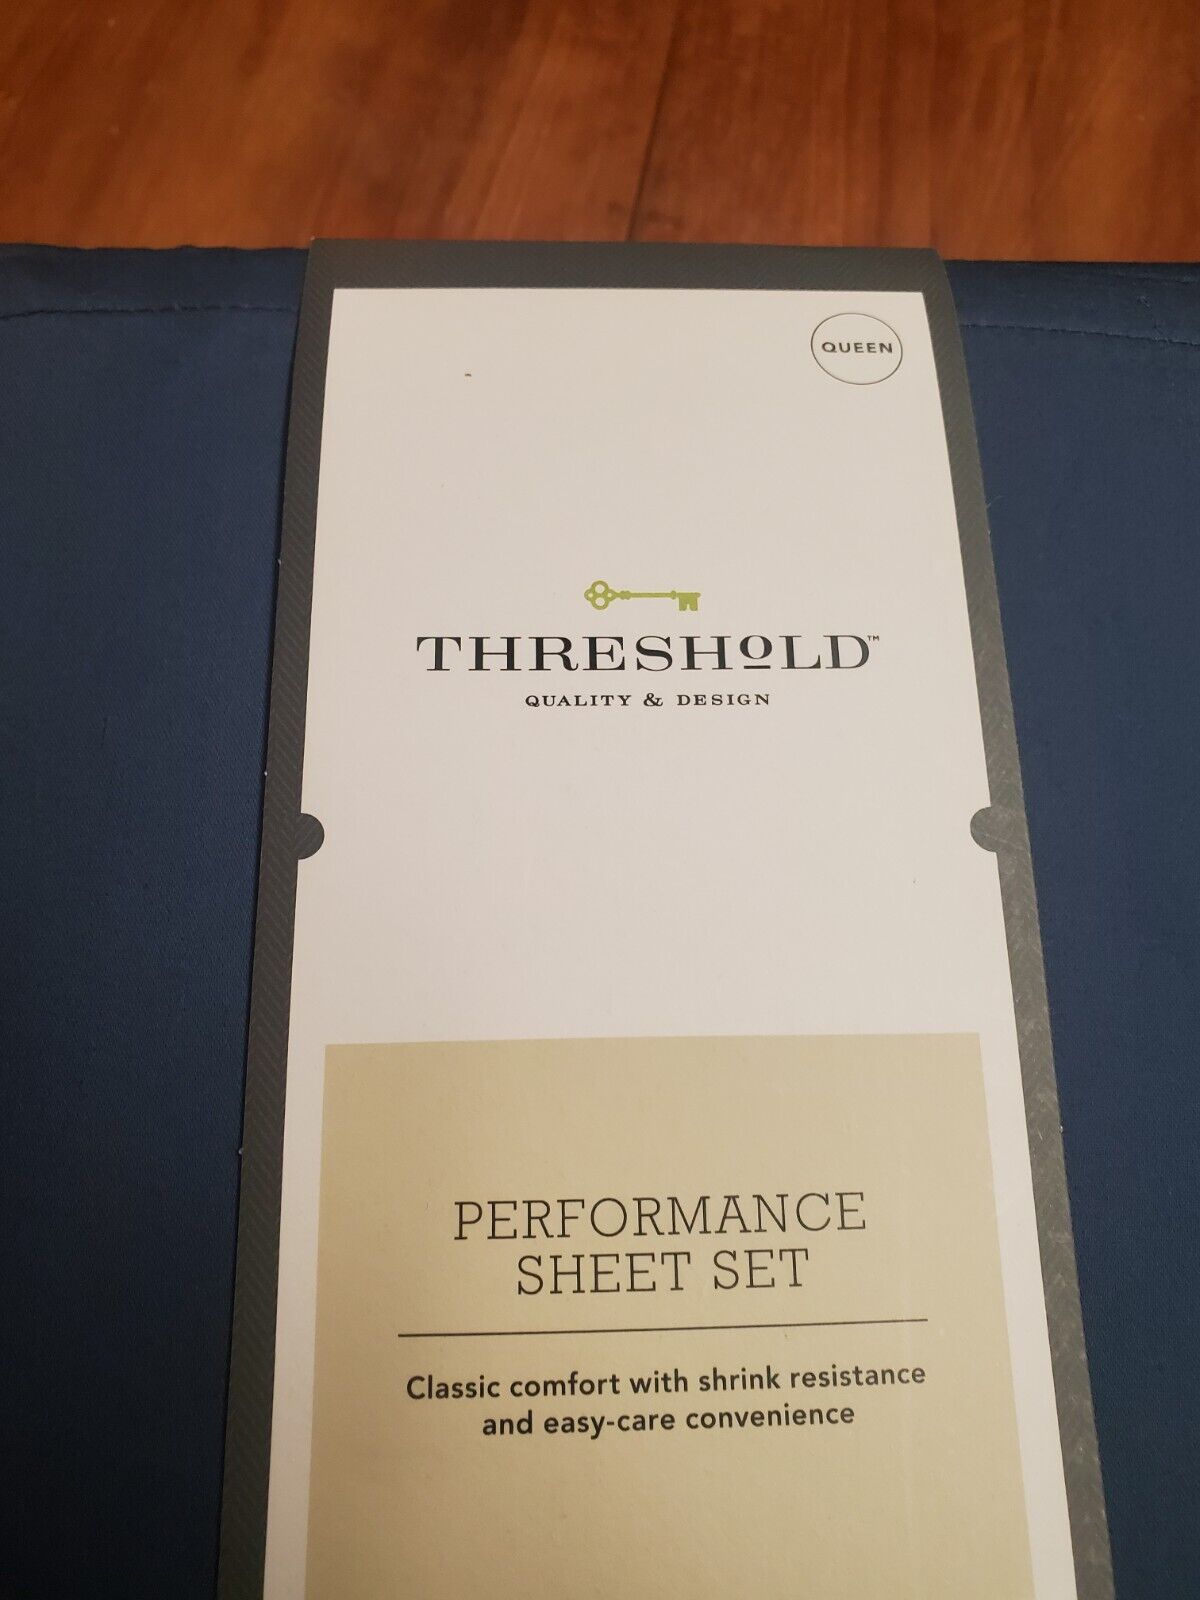 QUEEN
THRESHOLD™
QUALITY & DESIGN
PERFORMANCE
SHEET SET
Classic comfort with shrink resistance
and easy-care convenience